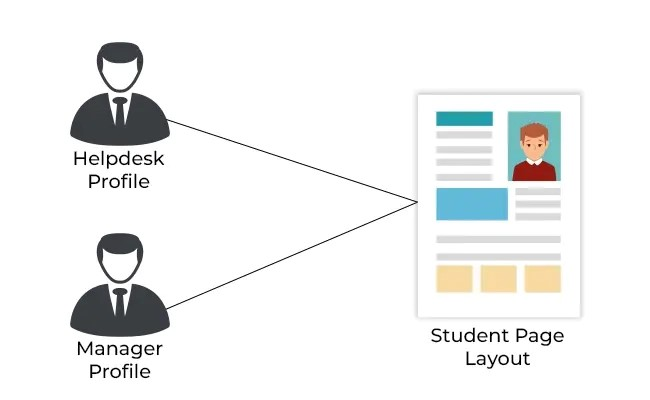 Helpdesk
Profile
Manager
Profile
Student Page
Layout